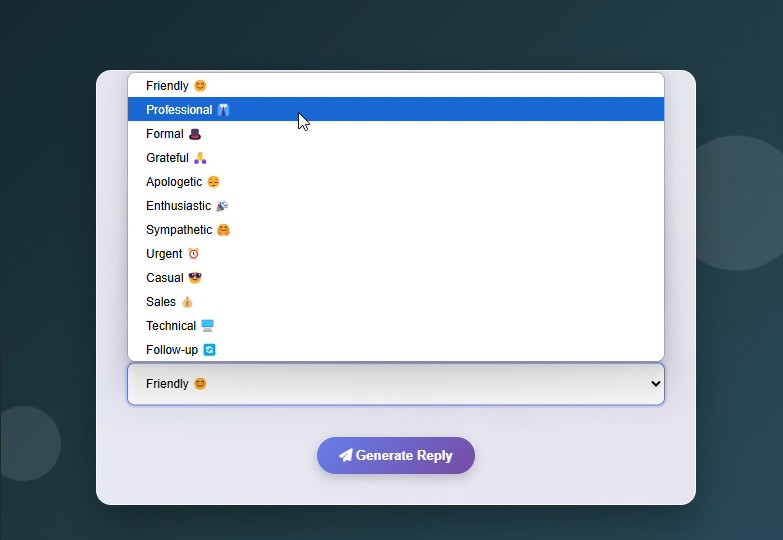 Friendly 😊
Professional 👔
Formal 🎩
Grateful 🙏
Apologetic 😔
Enthusiastic 🎉
Sympathetic 🤗
Urgent ⏰
Casual 😎
Sales 💰
Technical 🖥️
Follow-up 🔄
Friendly 😊
Generate Reply